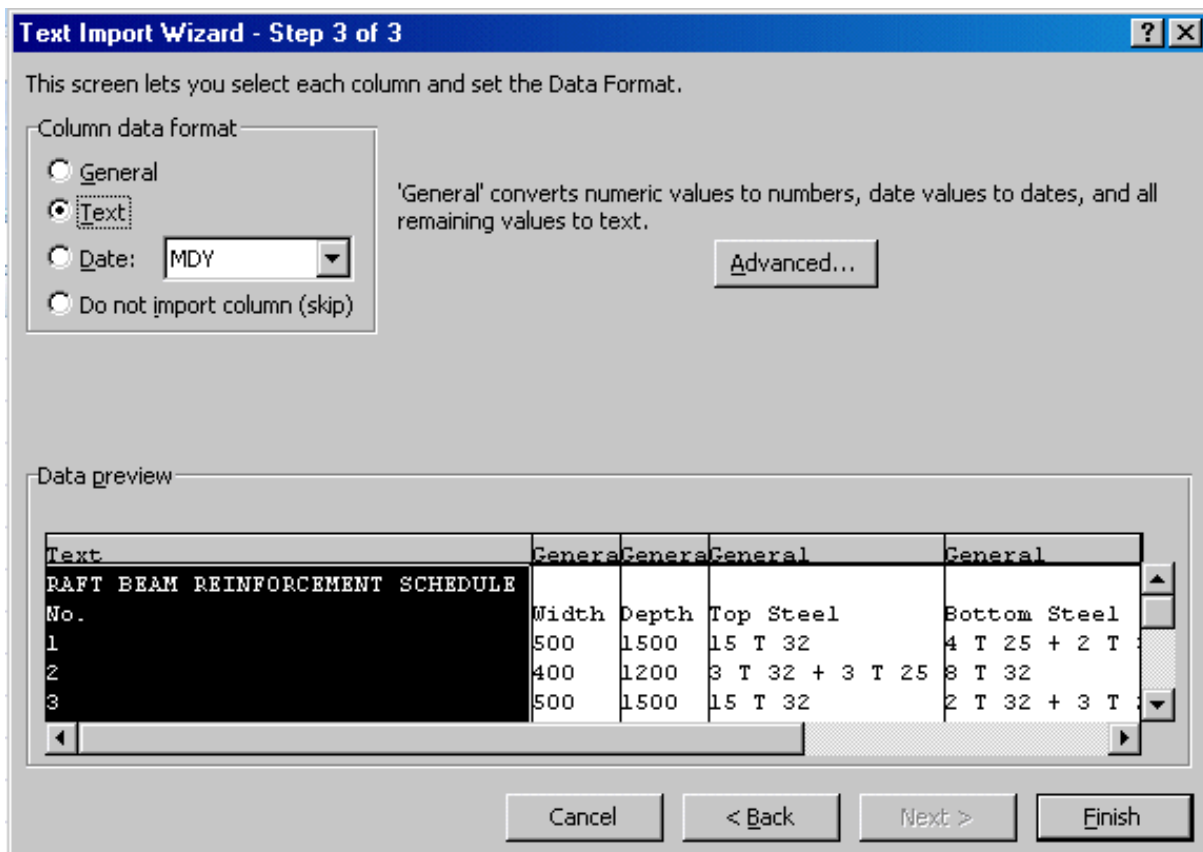 Text Import Wizard - Step 3 of 3
This screen lets you select each column and set the Data Format.
Column data format
General
Text
Date: MDY
Do not import column (skip)
'General' converts numeric values to numbers, date values to dates, and all
remaining values to text.
Advanced...
Data preview
Text General General General General
RAFT BEAM REINFORCEMENT SCHEDULE
No. Width Depth Top Steel Bottom Steel
1 500 1500 15 T 32 4 T 25 + 2 T
2 400 1200 3 T 32 + 3 T 25 8 T 32
3 500 1500 15 T 32 2 T 32 + 3 T
Cancel < Back Next > Finish